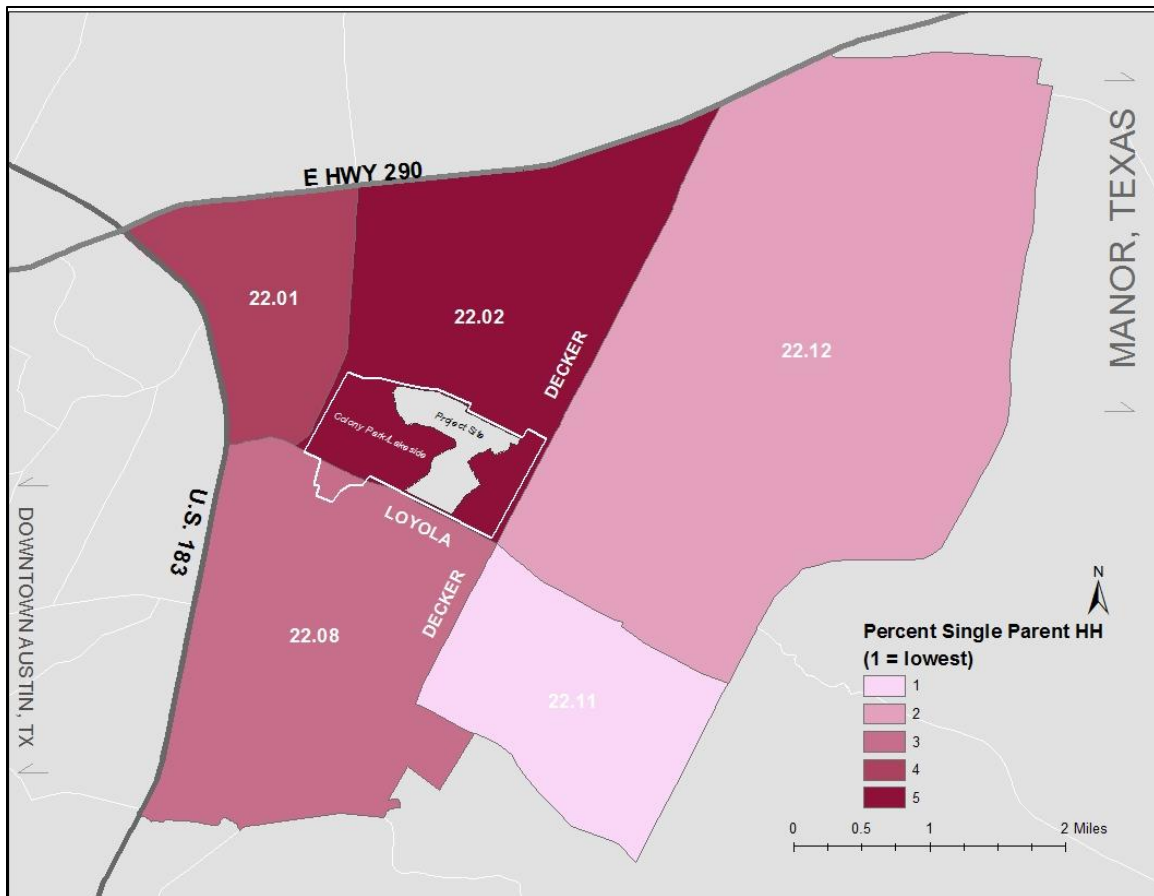 E HWY 290
MANOR, TEXAS
22.01
22.02
22.12
DECKER
Project Site
Colony Park/Lakeside
U.S. 183
LOYOLA
DOWNTOWN AUSTIN, TX
DECKER
22.08
22.11
N
Percent Single Parent HH
(1 = lowest)
1
2
3
4
5
0 0.5 1 2 Miles